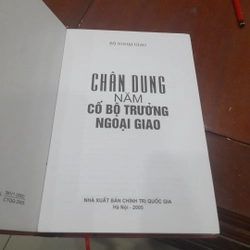 CHÂN DUNG
NĂM
CỐ BỘ TRƯỞNG
NGOẠI GIAO
NHÀ XUẤT BẢN CHÍNH TRỊ QUỐC GIA
Hà Nội - 2005